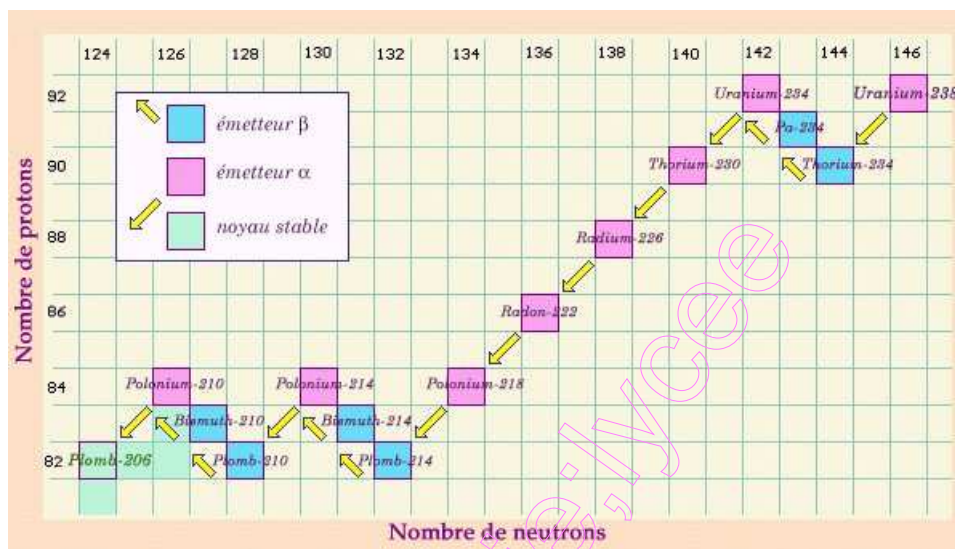 124 126 128 130 132 134 136 138 140 142 144 146
92 Uranium-234 Uranium-238
émetteur β Pa-234
90 émetteur α Thorium-230 Thorium-234
88 noyau stable Radium-226
86 Radon-222
84 Polonium-210 Polonium-214 Polonium-218
Bismuth-210 Bismuth-214
82 Plomb-206 Plomb-210 Plomb-214
Nombre de protons
Nombre de neutrons